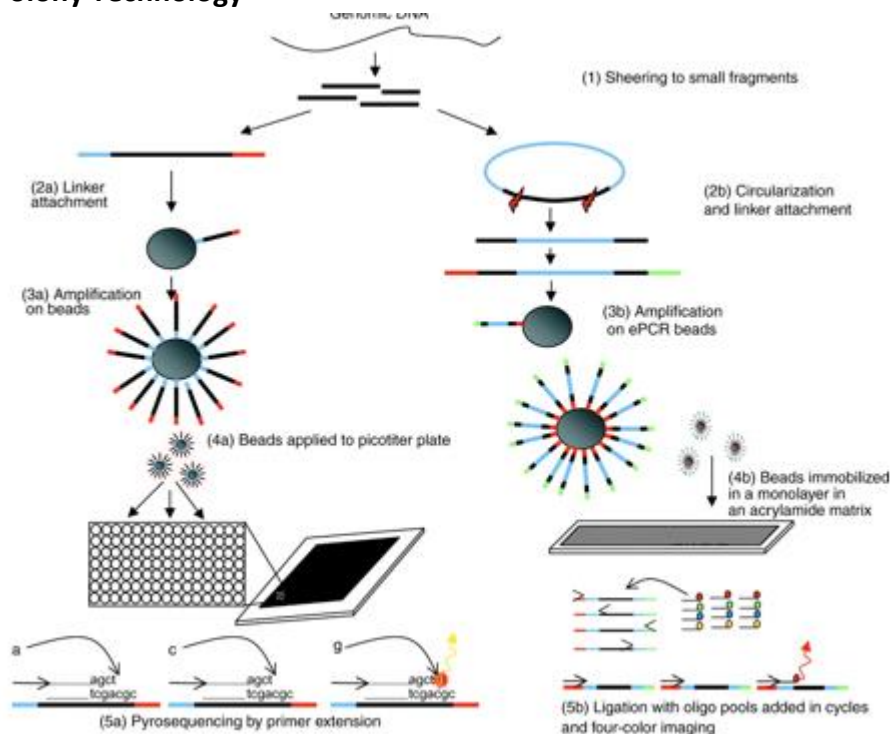 Technology
Genomic DNA
(1) Sheering to small fragments
(2a) Linker
attachment
(2b) Circularization
and linker attachment
(3a) Amplification
on beads
(3b) Amplification
on ePCR beads
(4a) Beads applied to picotiter plate
(4b) Beads immobilized
in a monolayer in
an acrylamide matrix
a
agct
tcgacgc
c
agct
tcgacgc
g
agct
tcgacgc
(5a) Pyrosequencing by primer extension
(5b) Ligation with oligo pools added in cycles
and four-color imaging